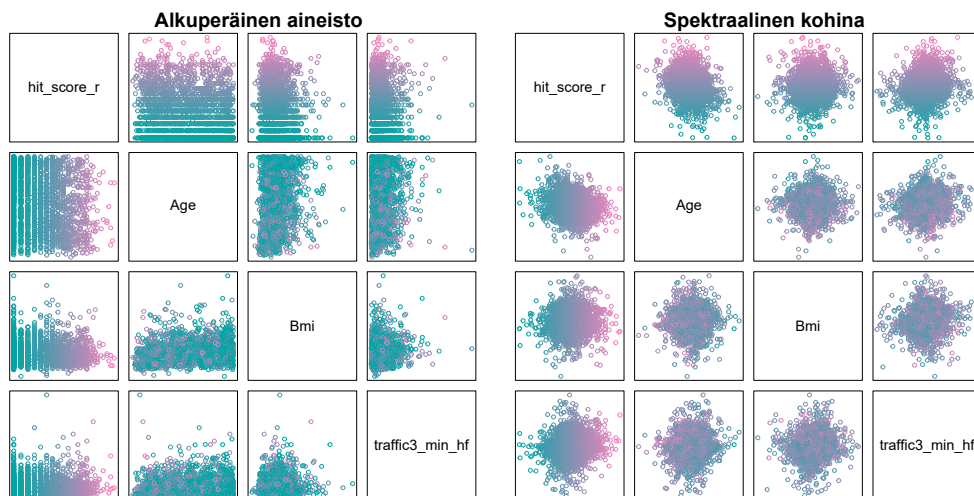 Alkuperäinen aineisto
Spektraalinen kohina
hit_score_r
Age
Bmi
traffic3_min_hf
hit_score_r
Age
Bmi
traffic3_min_hf